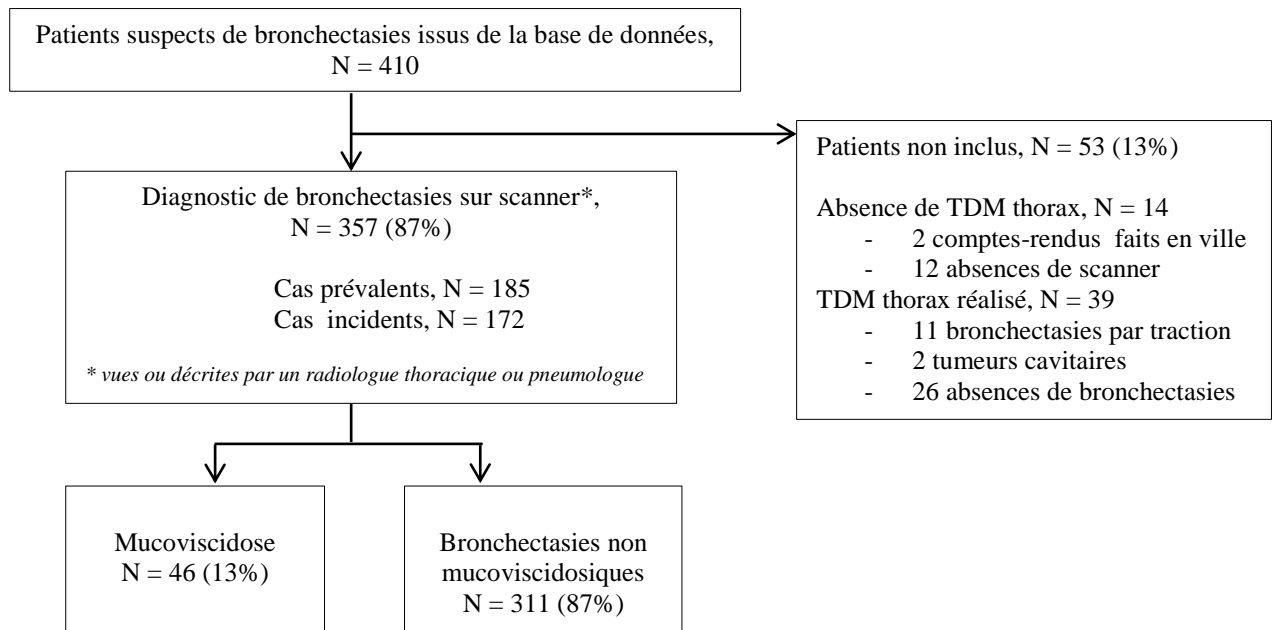 Patients suspects de bronchectasies issus de la base de données,
N = 410
Patients non inclus, N = 53 (13%)
Absence de TDM thorax, N = 14
- 2 comptes-rendus faits en ville
- 12 absences de scanner
TDM thorax réalisé, N = 39
- 11 bronchectasies par traction
- 2 tumeurs cavitaires
- 26 absences de bronchectasies
Diagnostic de bronchectasies sur scanner*,
N = 357 (87%)
Cas prévalents, N = 185
Cas incidents, N = 172
* vues ou décrites par un radiologue thoracique ou pneumologue
Mucoviscidose
N = 46 (13%)
Bronchectasies non
mucoviscidosiques
N = 311 (87%)